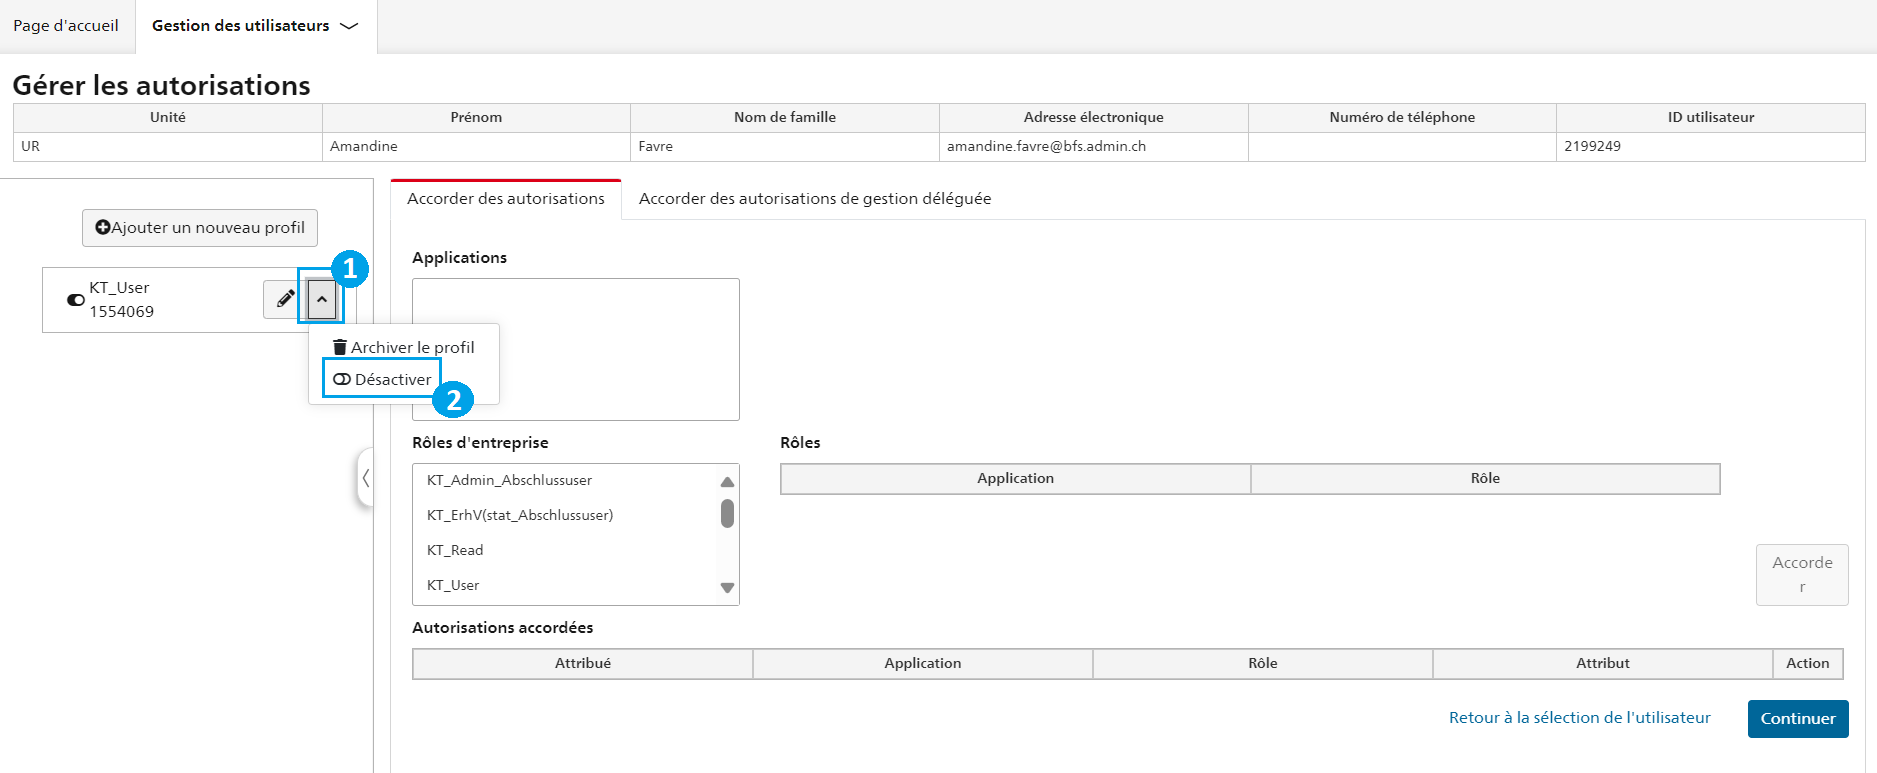 Page d'accueil
Gestion des utilisateurs
Gérer les autorisations
Unité Prénom Nom de famille Adresse électronique Numéro de téléphone ID utilisateur
UR Amandine Favre amandine.favre@bfs.admin.ch 2199249
Ajouter un nouveau profil
KT_User
1554069
1
Archiver le profil
Désactiver
2
Accorder des autorisations
Accorder des autorisations de gestion déléguée
Applications
Rôles d'entreprise
KT_Admin_Abschlussuser
KT_ErhV(stat_Abschlussuser)
KT_Read
KT_User
Rôles
Application Rôle
Accorde
r
Autorisations accordées
Attribué Application Rôle Attribut Action
Retour à la sélection de l'utilisateur
Continuer